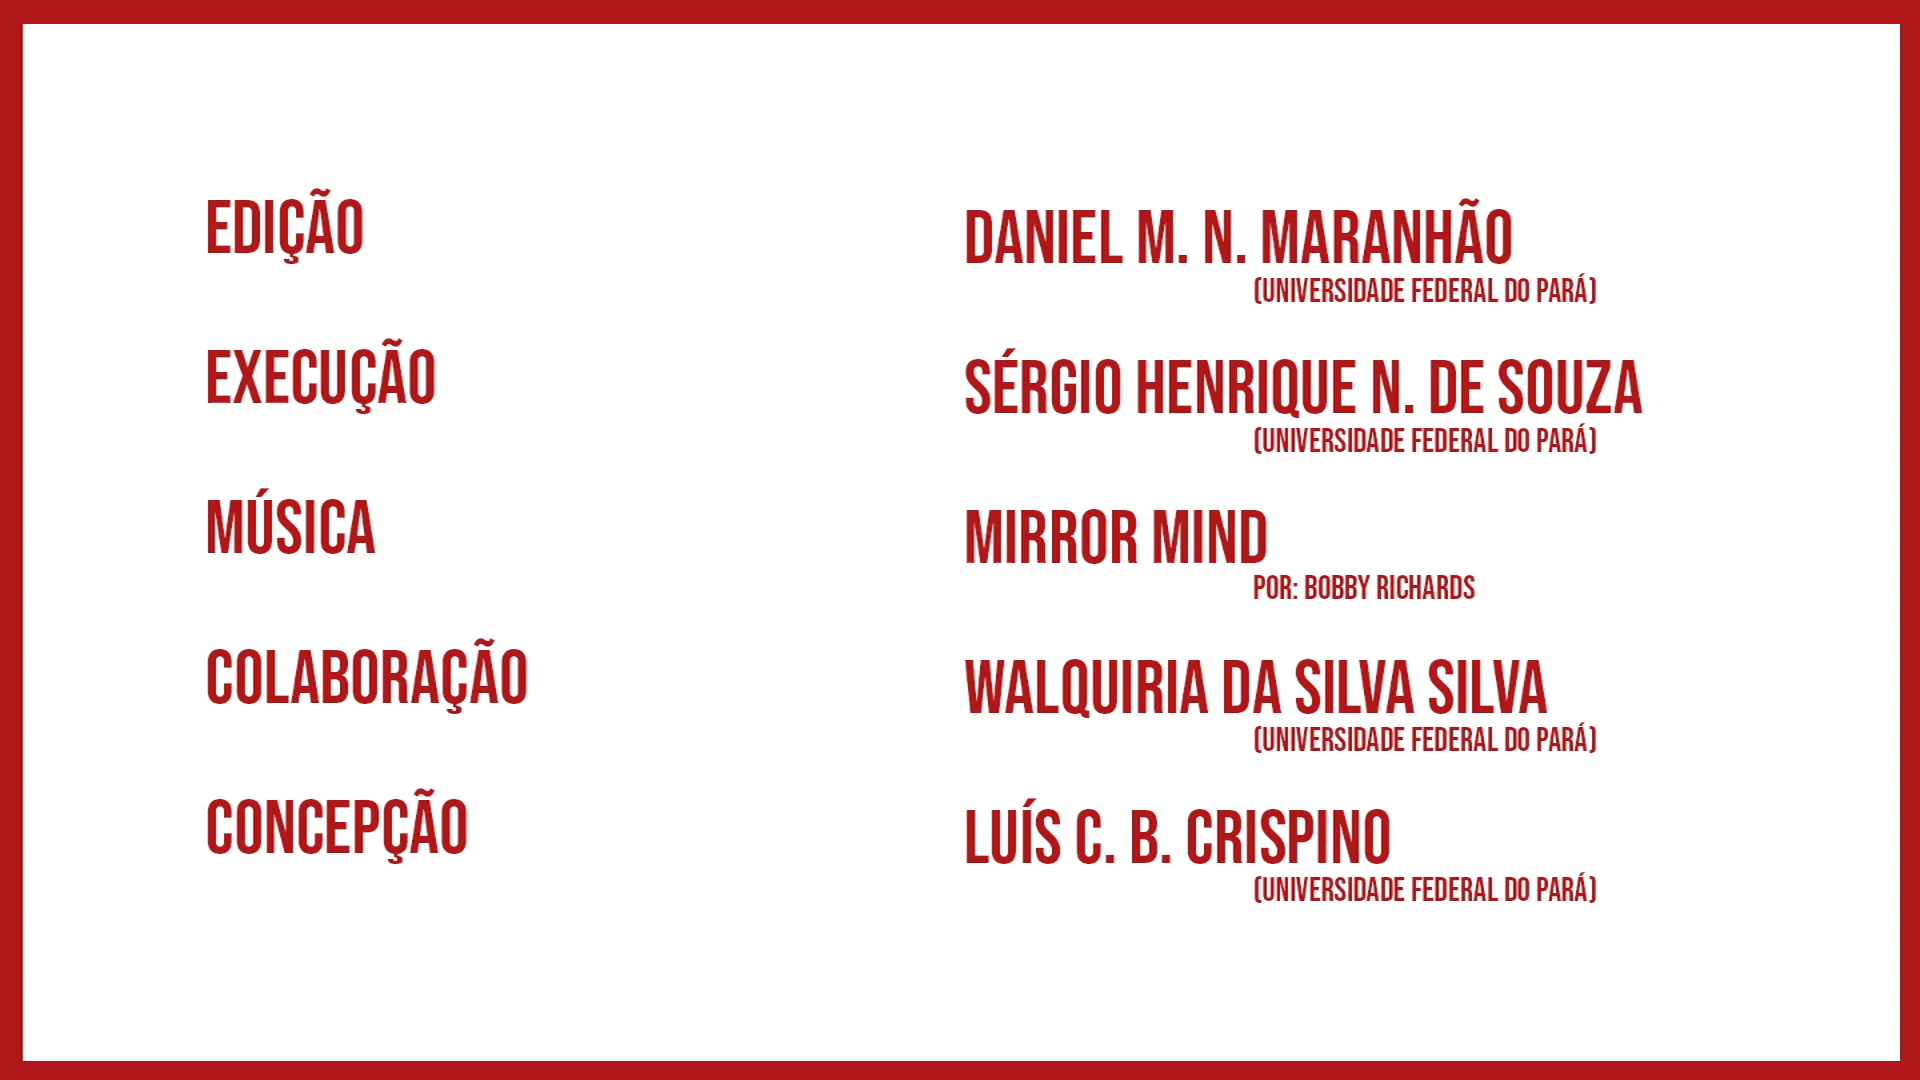 EDIÇÃO
DANIEL M. N. MARANHÃO
(UNIVERSIDADE FEDERAL DO PARÁ)
EXECUÇÃO
SÉRGIO HENRIQUE N. DE SOUZA
(UNIVERSIDADE FEDERAL DO PARÁ)
MÚSICA
MIRROR MIND
POR: BOBBY RICHARDS
COLABORAÇÃO
WALQUIRIA DA SILVA SILVA
(UNIVERSIDADE FEDERAL DO PARÁ)
CONCEPÇÃO
LUÍS C. B. CRISPINO
(UNIVERSIDADE FEDERAL DO PARÁ)